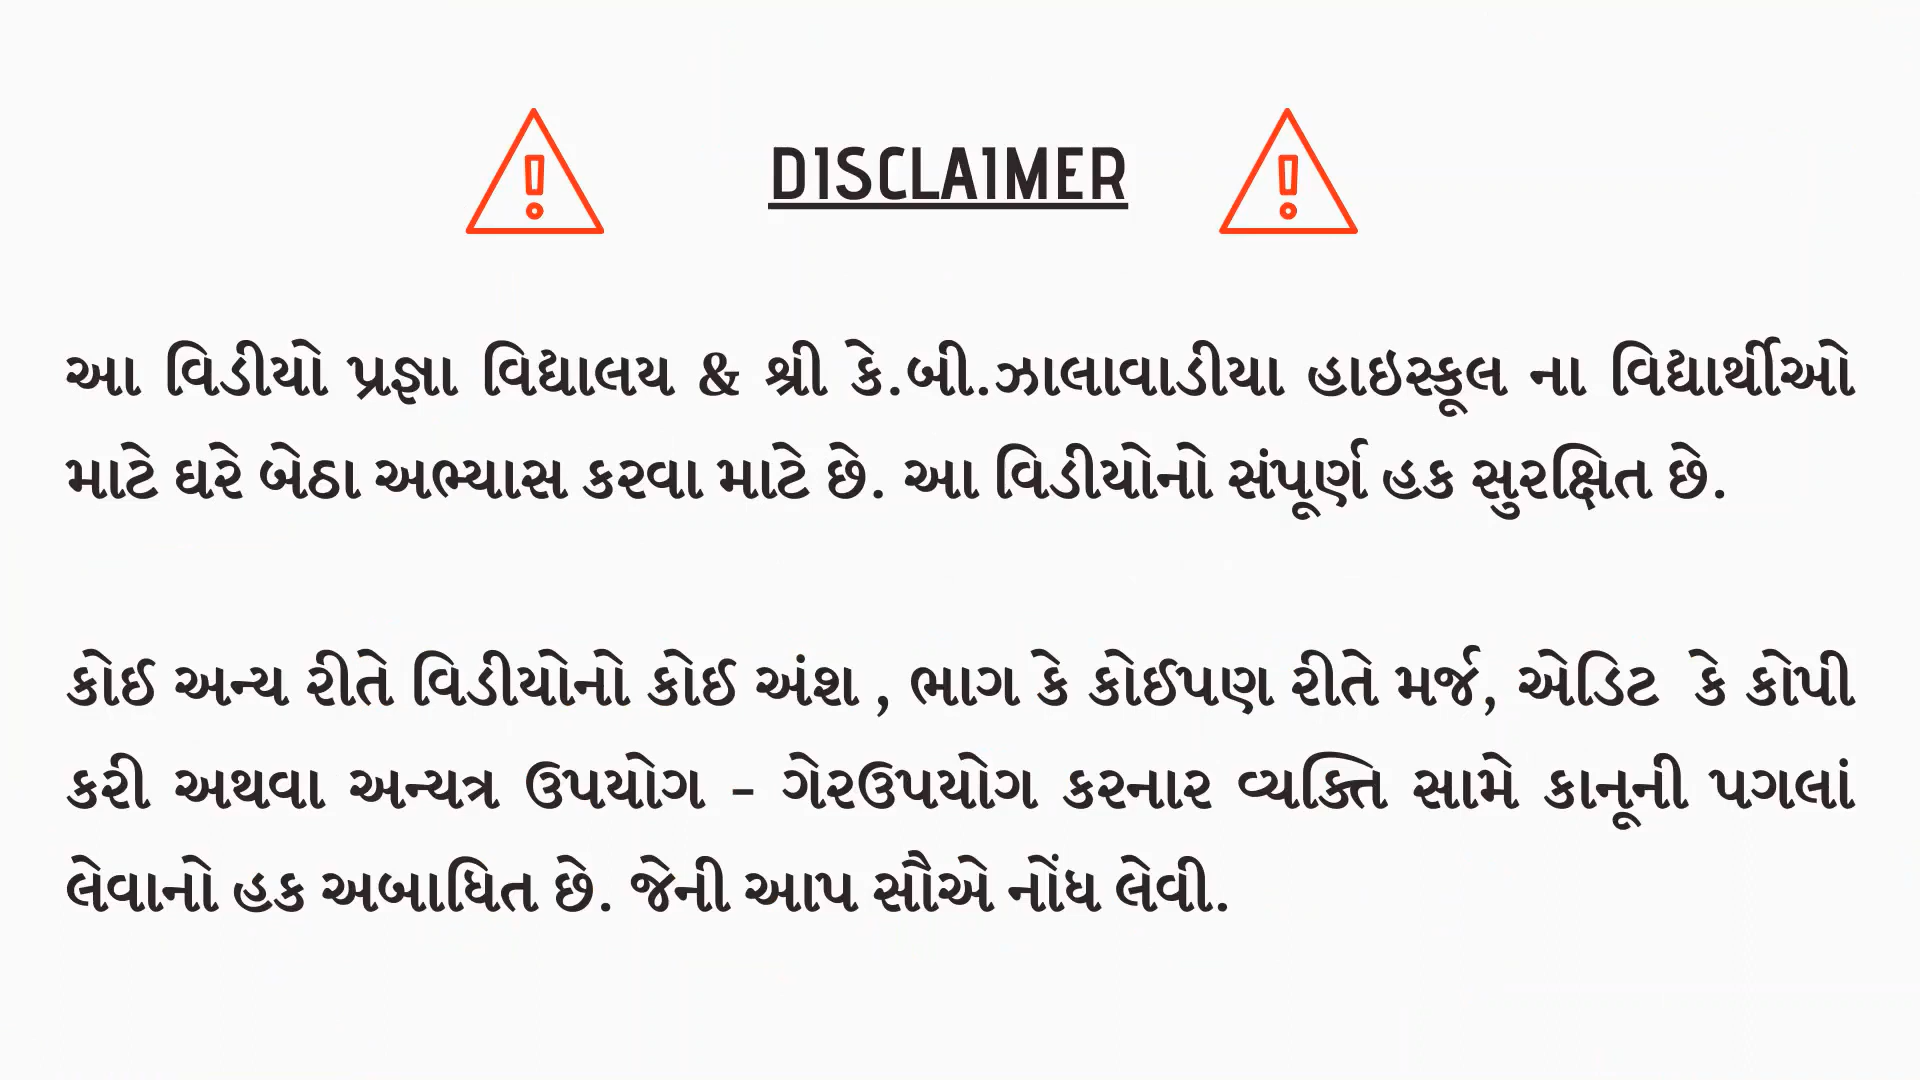 DISCLAIMER
આ વિડીયો પ્રજ્ઞા વિદ્યાલય & શ્રી કે.બી.ઝાલાવાડીયા હાઇસ્કૂલ ના વિદ્યાર્થીઓ
માટે ઘરે બેઠા અભ્યાસ કરવા માટે છે. આ વિડીયોનો સંપૂર્ણ હક સુરક્ષિત છે.
કોઈ અન્ય રીતે વિડીયોનો કોઈ અંશ , ભાગ કે કોઈપણ રીતે મર્જ, એડિટ કે કોપી
કરી અથવા અન્યત્ર ઉપયોગ - ગેરઉપયોગ કરનાર વ્યક્તિ સામે કાનૂની પગલાં
લેવાનો હક અબાધિત છે. જેની આપ સૌએ નોંધ લેવી.